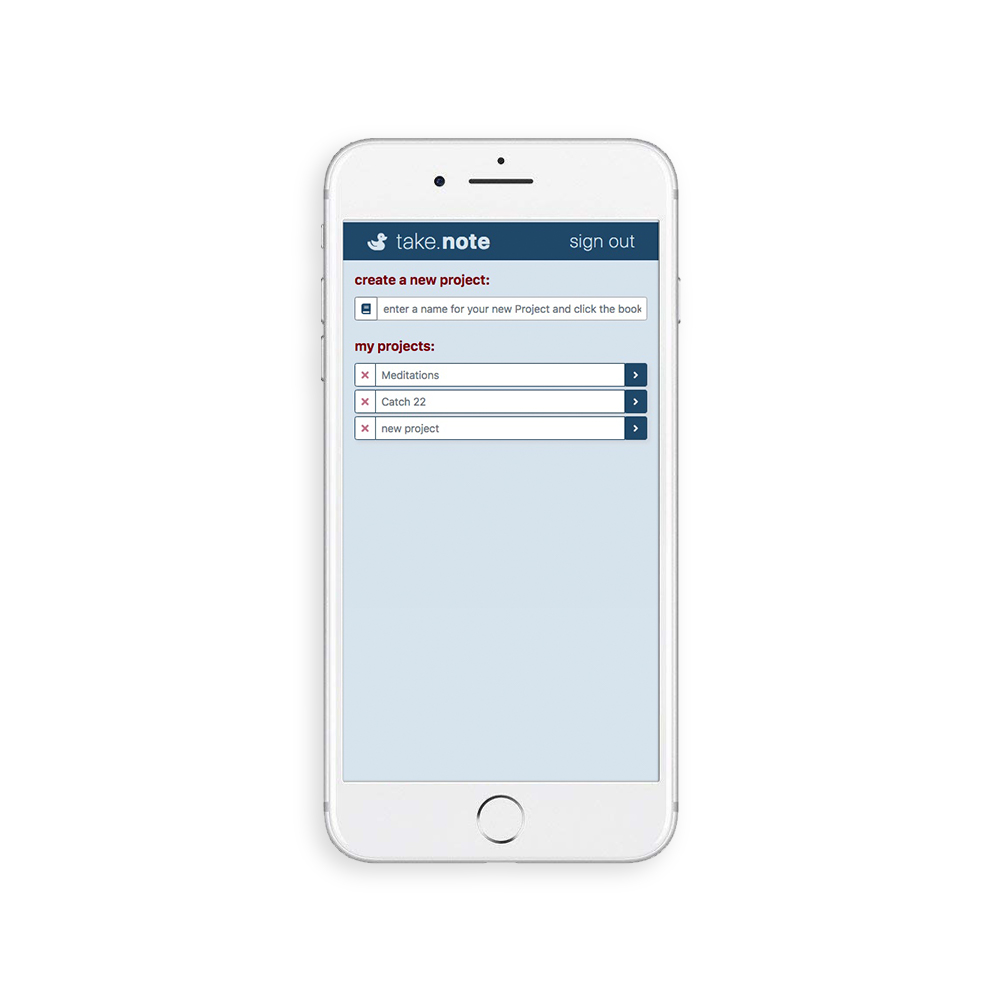 take.note sign out
create a new project:
enter a name for your new Project and click the book
my projects:
Meditations
Catch 22
new project